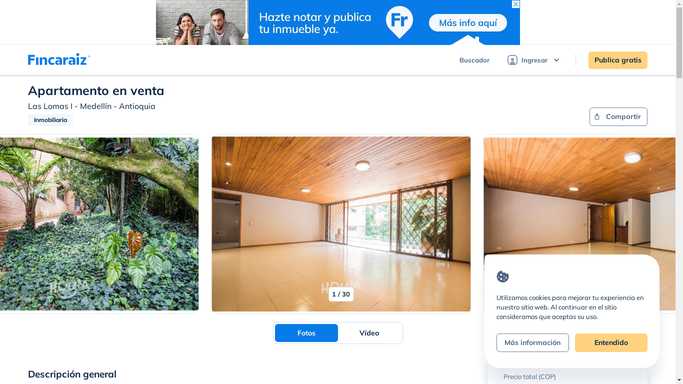 Hazte notar y publica
tu inmueble ya.
Fr
Más info aquí
Fincaraiz
Buscador
Ingresar
Publica gratis
Apartamento en venta
Las Lomas I - Medellín - Antioquia
Inmobiliaria
Compartir
1 / 30
Fotos
Vídeo
Utilizamos cookies para mejorar tu experiencia en
nuestro sitio web. Al continuar en el sitio
consideramos que aceptas su uso.
Más información
Entendido
Descripción general
Precio total (COP)